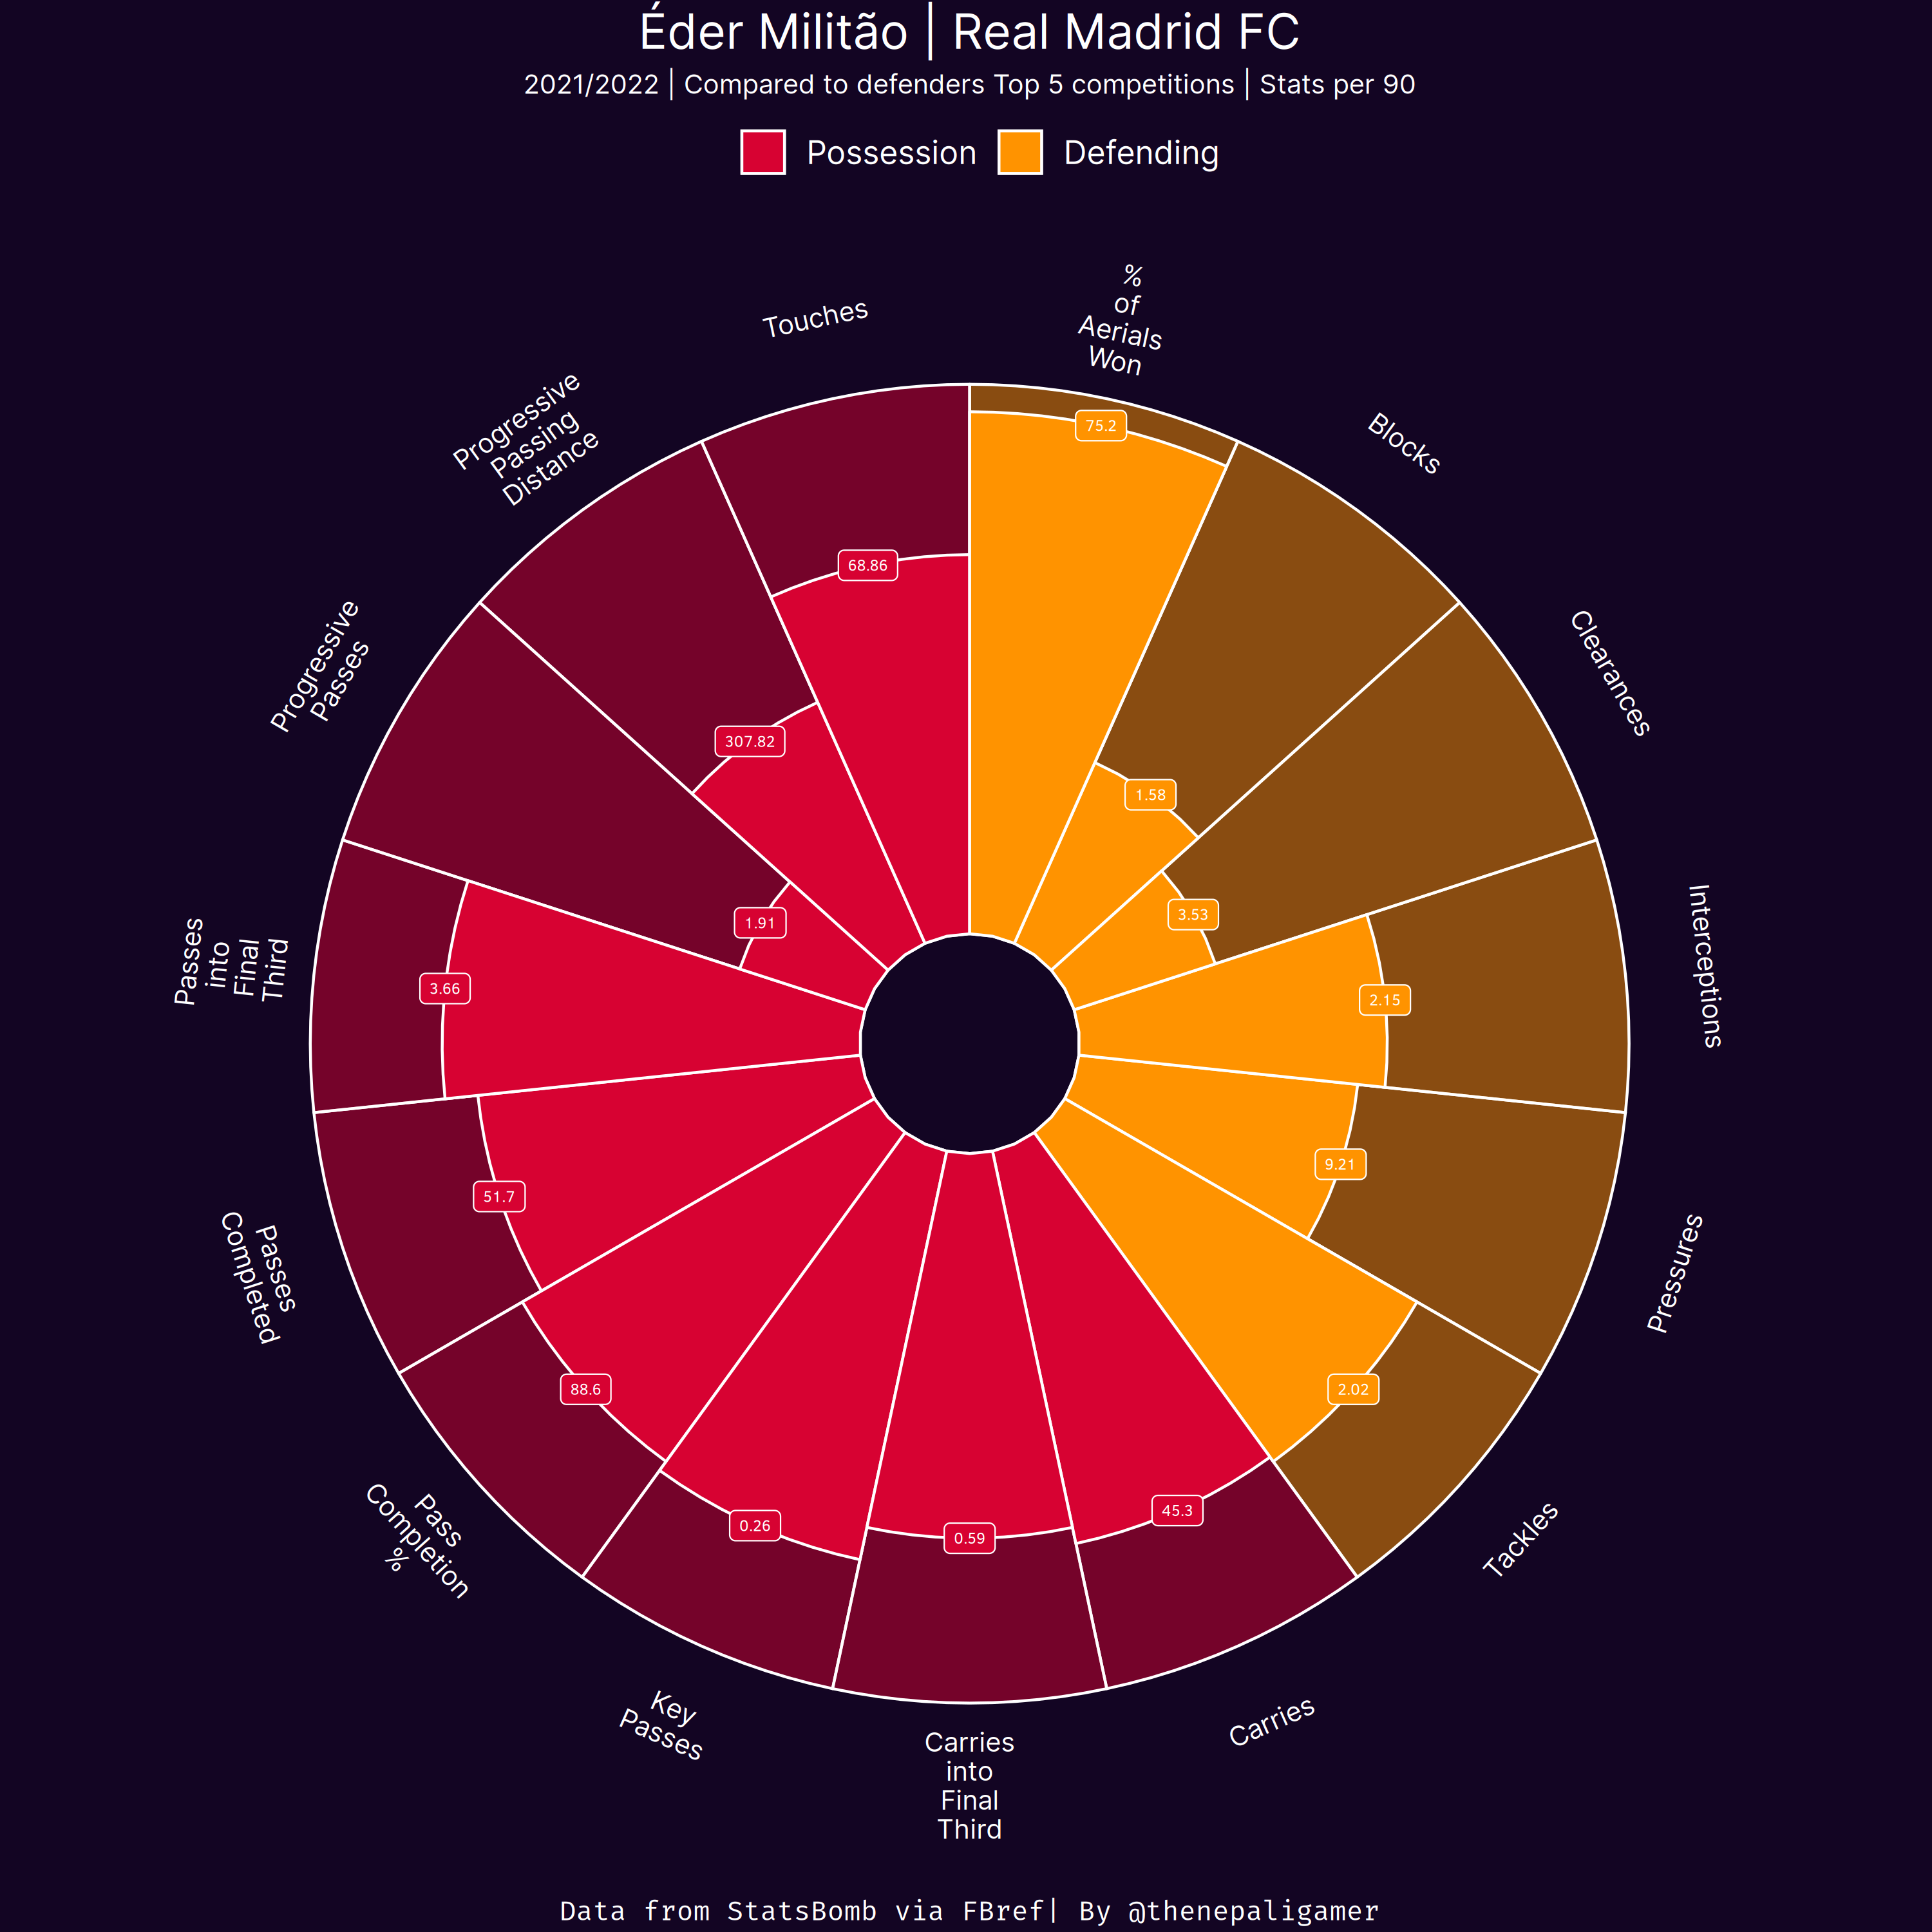 Éder Militão | Real Madrid FC
2021/2022 | Compared to defenders Top 5 competitions | Stats per 90
Possession
Defending
%
of
Aerials
Won
75.2
Blocks
1.58
Clearances
3.53
Interceptions
2.15
Pressures
9.21
Tackles
2.02
Carries
45.3
Carries
into
Final
Third
0.59
Key
Passes
0.26
Pass
Completion
%
88.6
Passes
Completed
51.7
Passes
into
Final
Third
3.66
Progressive
Passes
1.91
Progressive
Passing
Distance
307.82
Touches
68.86
Data from StatsBomb via FBref| By @thenepaligamer